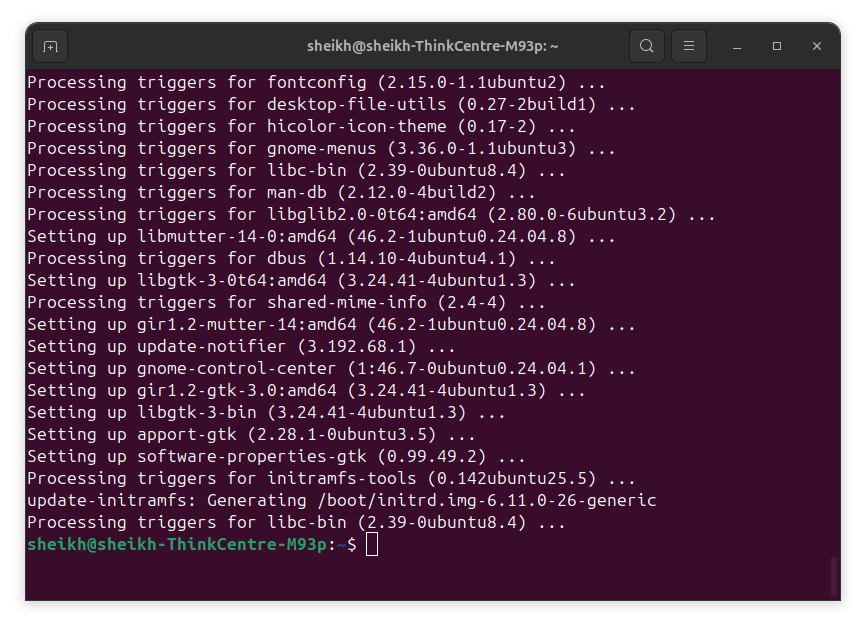 sheikh@sheikh-ThinkCentre-M93p: ~
Processing triggers for fontconfig (2.15.0-1.1ubuntu2) ...
Processing triggers for desktop-file-utils (0.27-2build1) ...
Processing triggers for hicolor-icon-theme (0.17-2) ...
Processing triggers for gnome-menus (3.36.0-1.1ubuntu3) ...
Processing triggers for libc-bin (2.39-0ubuntu8.4) ...
Processing triggers for man-db (2.12.0-4build2) ...
Processing triggers for libglib2.0-0t64:amd64 (2.80.0-6ubuntu3.2) ...
Setting up libmutter-14-0:amd64 (46.2-1ubuntu0.24.04.8) ...
Processing triggers for dbus (1.14.10-4ubuntu4.1) ...
Setting up libgtk-3-0t64:amd64 (3.24.41-4ubuntu1.3) ...
Processing triggers for shared-mime-info (2.4-4) ...
Setting up gir1.2-mutter-14:amd64 (46.2-1ubuntu0.24.04.8) ...
Setting up update-notifier (3.192.68.1) ...
Setting up gnome-control-center (1:46.7-0ubuntu0.24.04.1) ...
Setting up gir1.2-gtk-3.0:amd64 (3.24.41-4ubuntu1.3) ...
Setting up libgtk-3-bin (3.24.41-4ubuntu1.3) ...
Setting up apport-gtk (2.28.1-0ubuntu3.5) ...
Setting up software-properties-gtk (0.99.49.2) ...
Processing triggers for initramfs-tools (0.142ubuntu25.5) ...
update-initramfs: Generating /boot/initrd.img-6.11.0-26-generic
Processing triggers for libc-bin (2.39-0ubuntu8.4) ...
sheikh@sheikh-ThinkCentre-M93p:~$